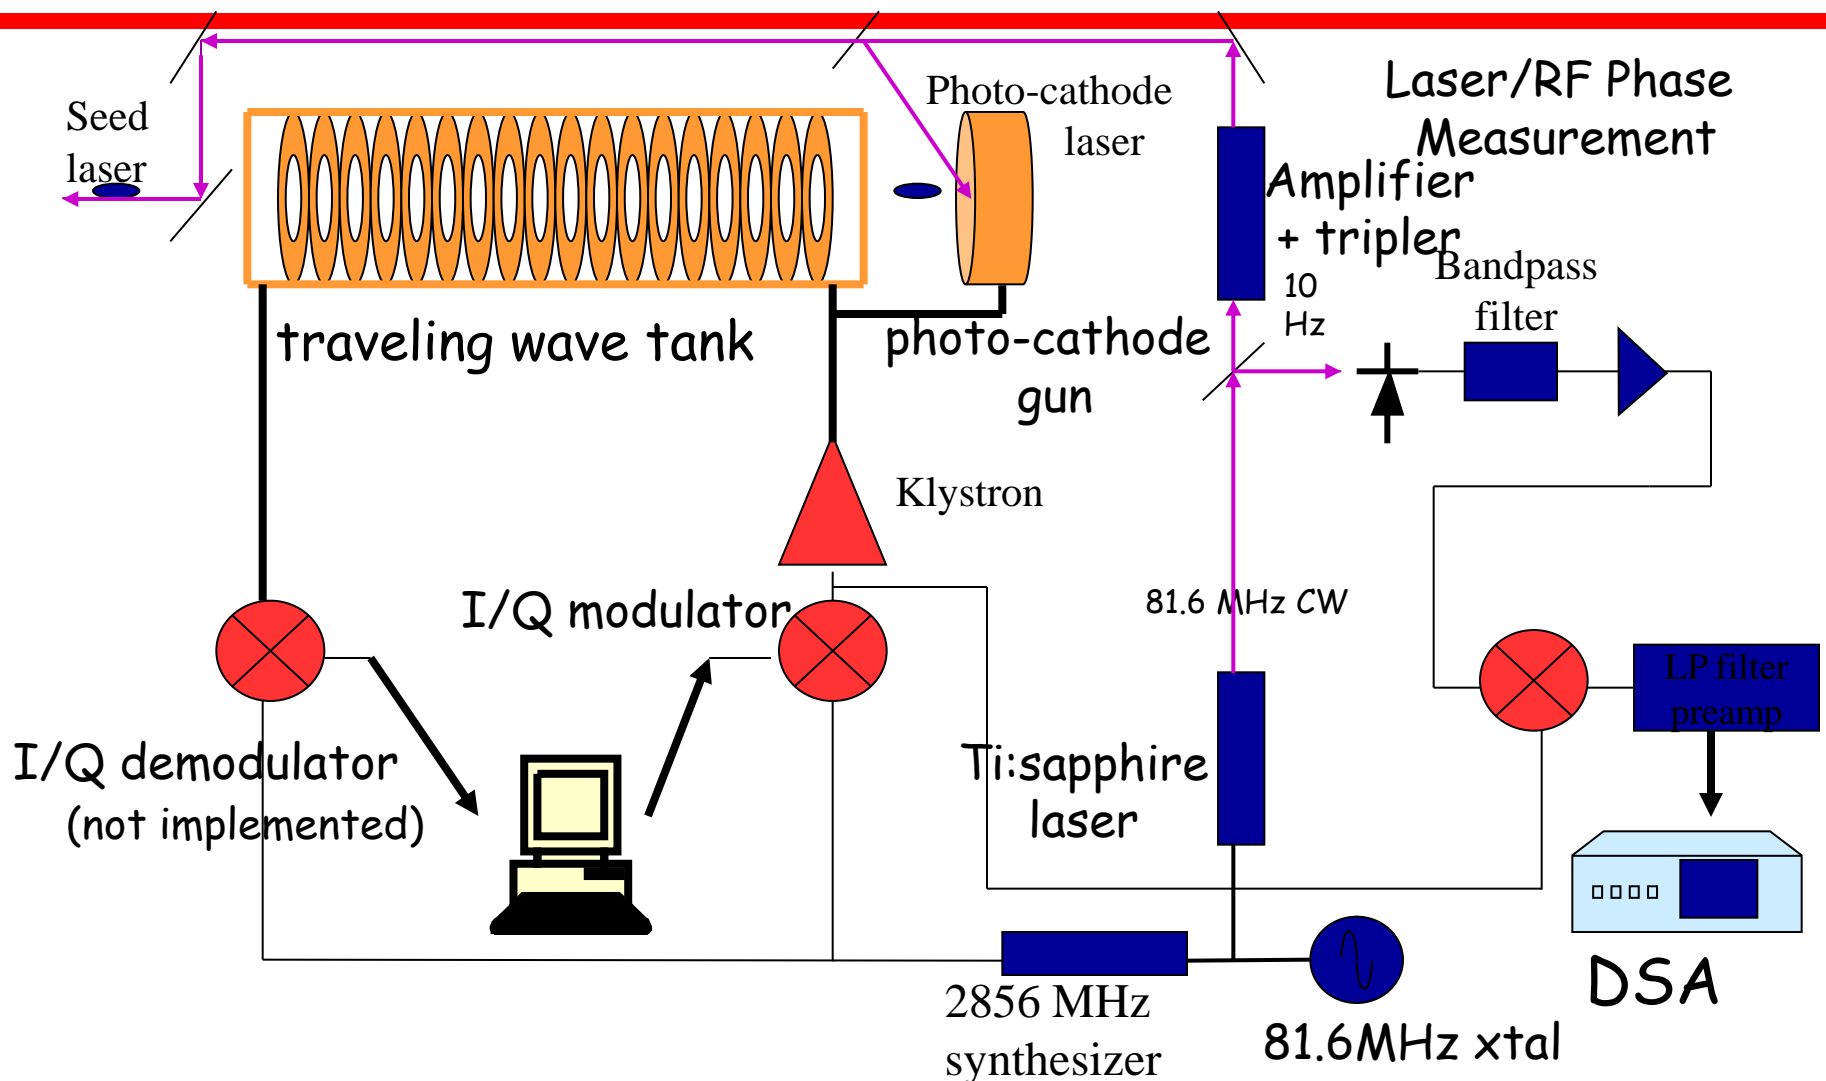 Laser/RF Phase
Measurement
Seed
laser
Photo-cathode
laser
Amplifier
+ tripler
10
Hz
Bandpass
filter
traveling wave tank
photo-cathode
gun
Klystron
I/Q modulator
81.6 MHz CW
LP filter
preamp
I/Q demodulator
(not implemented)
Ti:sapphire
laser
DSA
2856 MHz
synthesizer
81.6MHz xtal